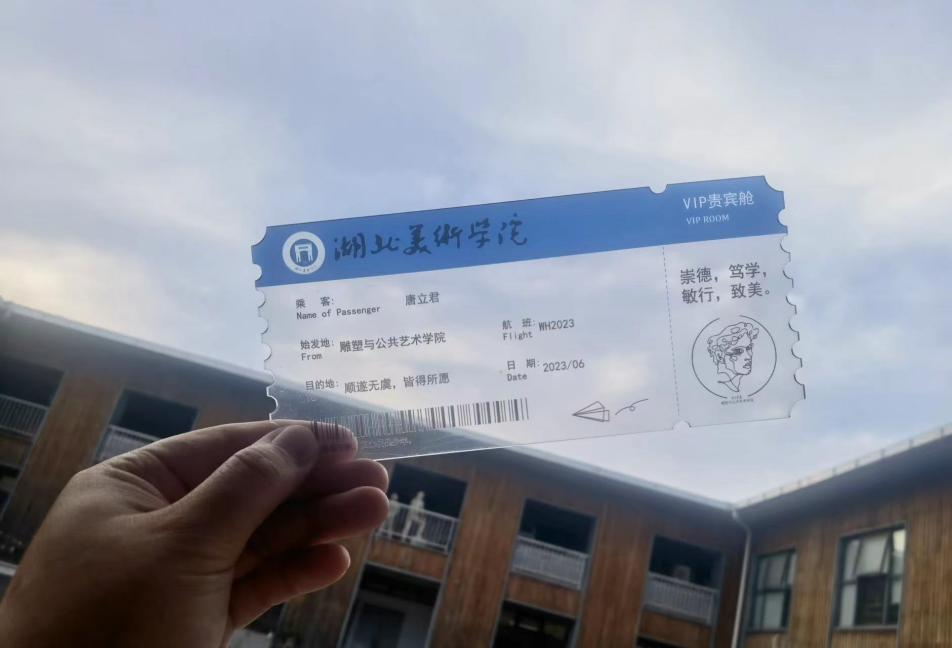 湖北美術学院
VIP贵宾舱
VIP ROOM
乘 客: 唐立君
Name of Passenger
始发地: 雕塑与公共艺术学院
From
航 班: WH2023
Flight
目的地: 顺遂无虞，皆得所愿
日 期: 2023/06
Date
崇德，笃学，
敏行，致美。